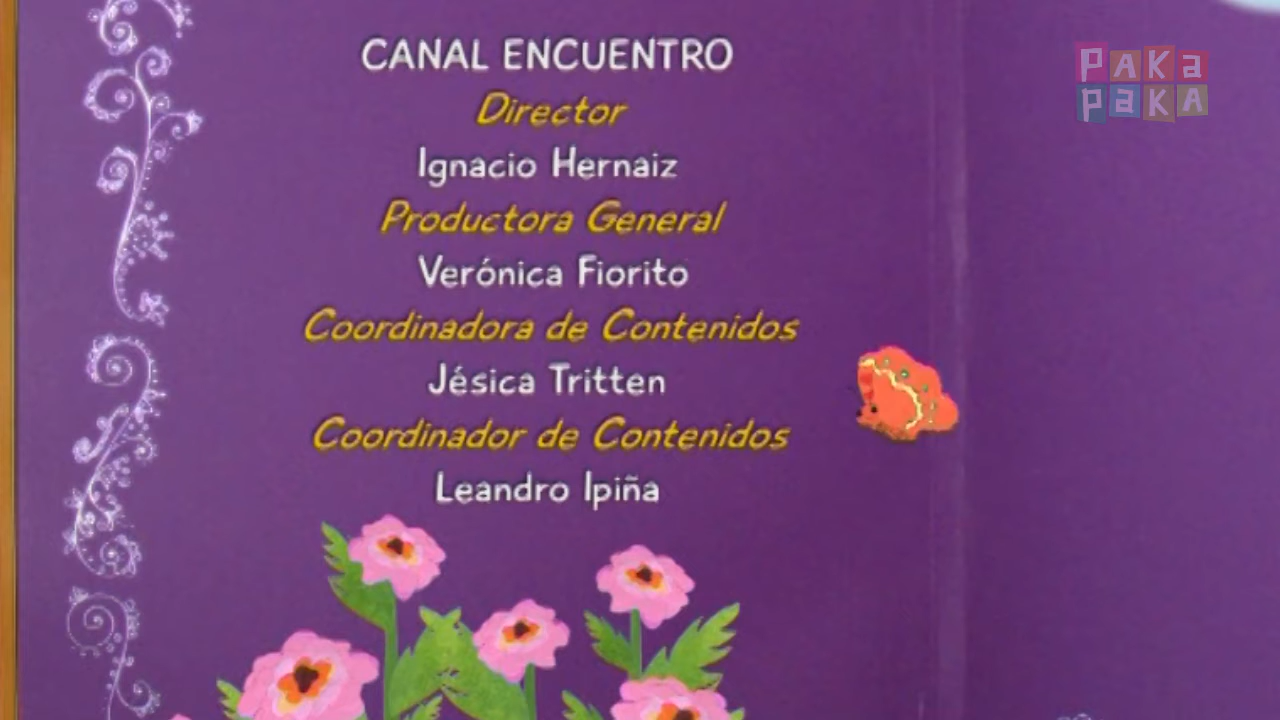 CANAL ENCUENTRO
Director
Ignacio Hernaiz
Productora General
Verónica Fiorito
Coordinadora de Contenidos
Jésica Tritten
Coordinador de Contenidos
Leandro Ipiña
PAKa
PaKA